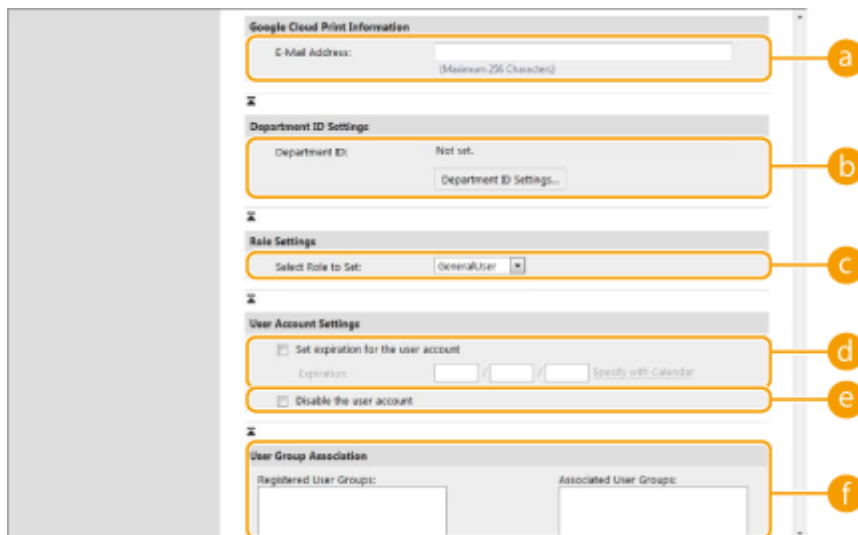 Google Cloud Print Information
E-Mail Address:
(Maximum 256 Characters)
a
Department ID Settings
Department ID: Not set.
Department ID Settings...
b
Role Settings
Select Role to Set: GeneralUser
c
User Account Settings
Set expiration for the user account
Expiration: / / Specify with Calendar
d
Disable the user account
e
User Group Association
Registered User Groups: Associated User Groups:
f